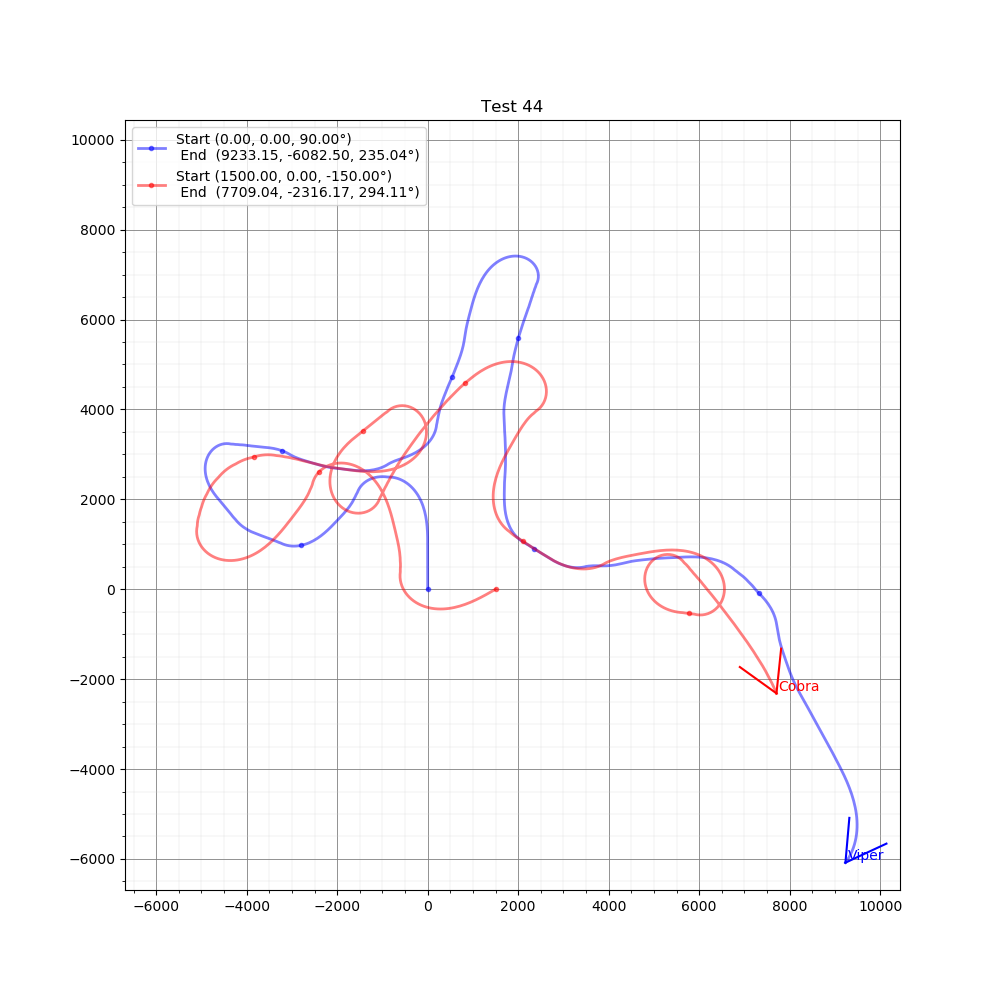 Test 44
Start (0.00, 0.00, 90.00°)
End (9233.15, -6082.50, 235.04°)
Start (1500.00, 0.00, -150.00°)
End (7709.04, -2316.17, 294.11°)
10000
8000
6000
4000
2000
0
−2000
−4000
−6000
Cobra
Viper
−6000 −4000 −2000 0 2000 4000 6000 8000 10000